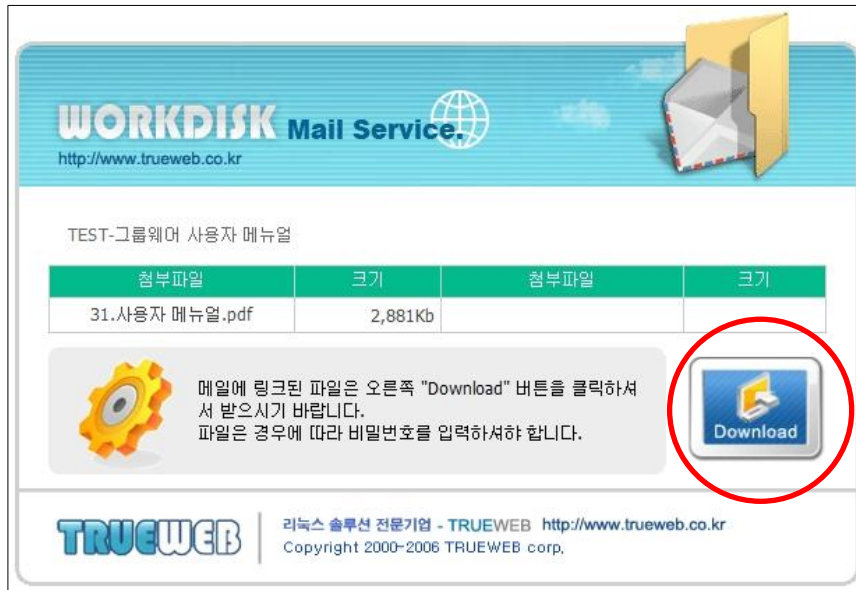 WORKDISK Mail Service.
http://www.trueweb.co.kr
TEST-그룹웨어 사용자 메뉴얼
첨부파일 크기 첨부파일 크기
31.사용자 메뉴얼.pdf 2,881Kb
메일에 링크된 파일은 오른쪽 "Download" 버튼을 클릭하셔
서 받으시기 바랍니다.
파일은 경우에 따라 비밀번호를 입력하셔야 합니다.
Download
TRUEWEB
리눅스 솔루션 전문기업 - TRUEWEB http://www.trueweb.co.kr
Copyright 2000-2006 TRUEWEB corp.